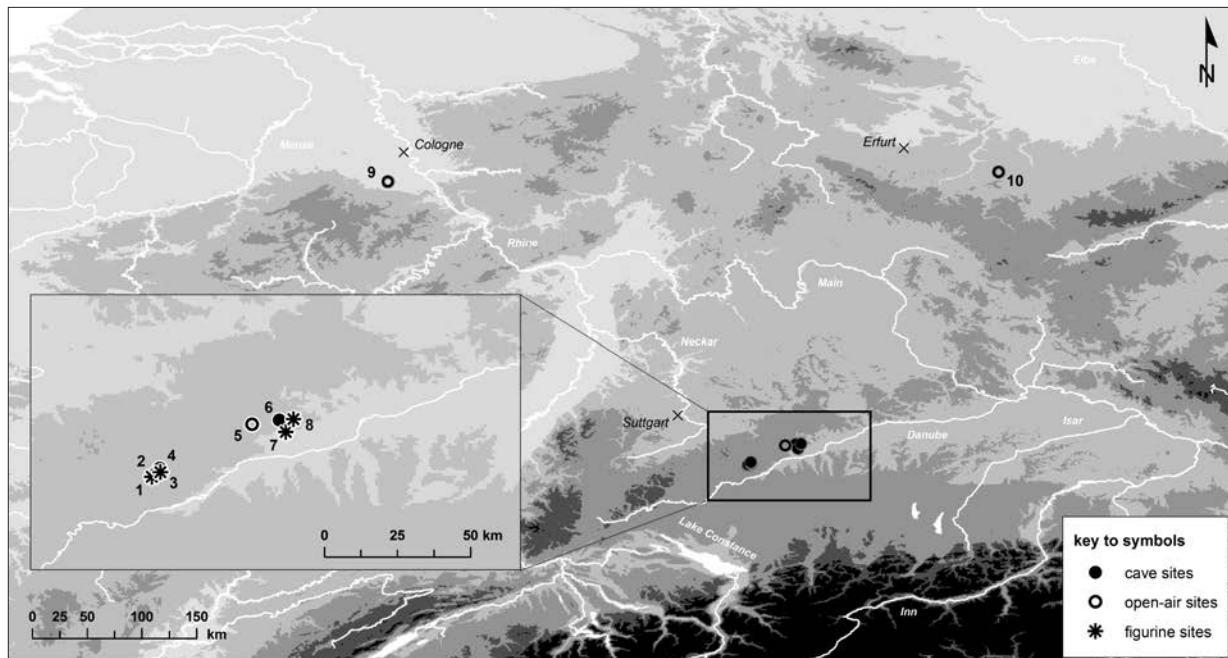 Elbe
N
Meuse
Cologne
Erfurt
9
10
Rhine
Main
Neckar
Suttgart
6
5
8
7
2
4
1
3
0 25 50 km
Danube
Isar
Lake Constance
key to symbols
cave sites
open-air sites
figurine sites
Inn
0 25 50 100 150
km